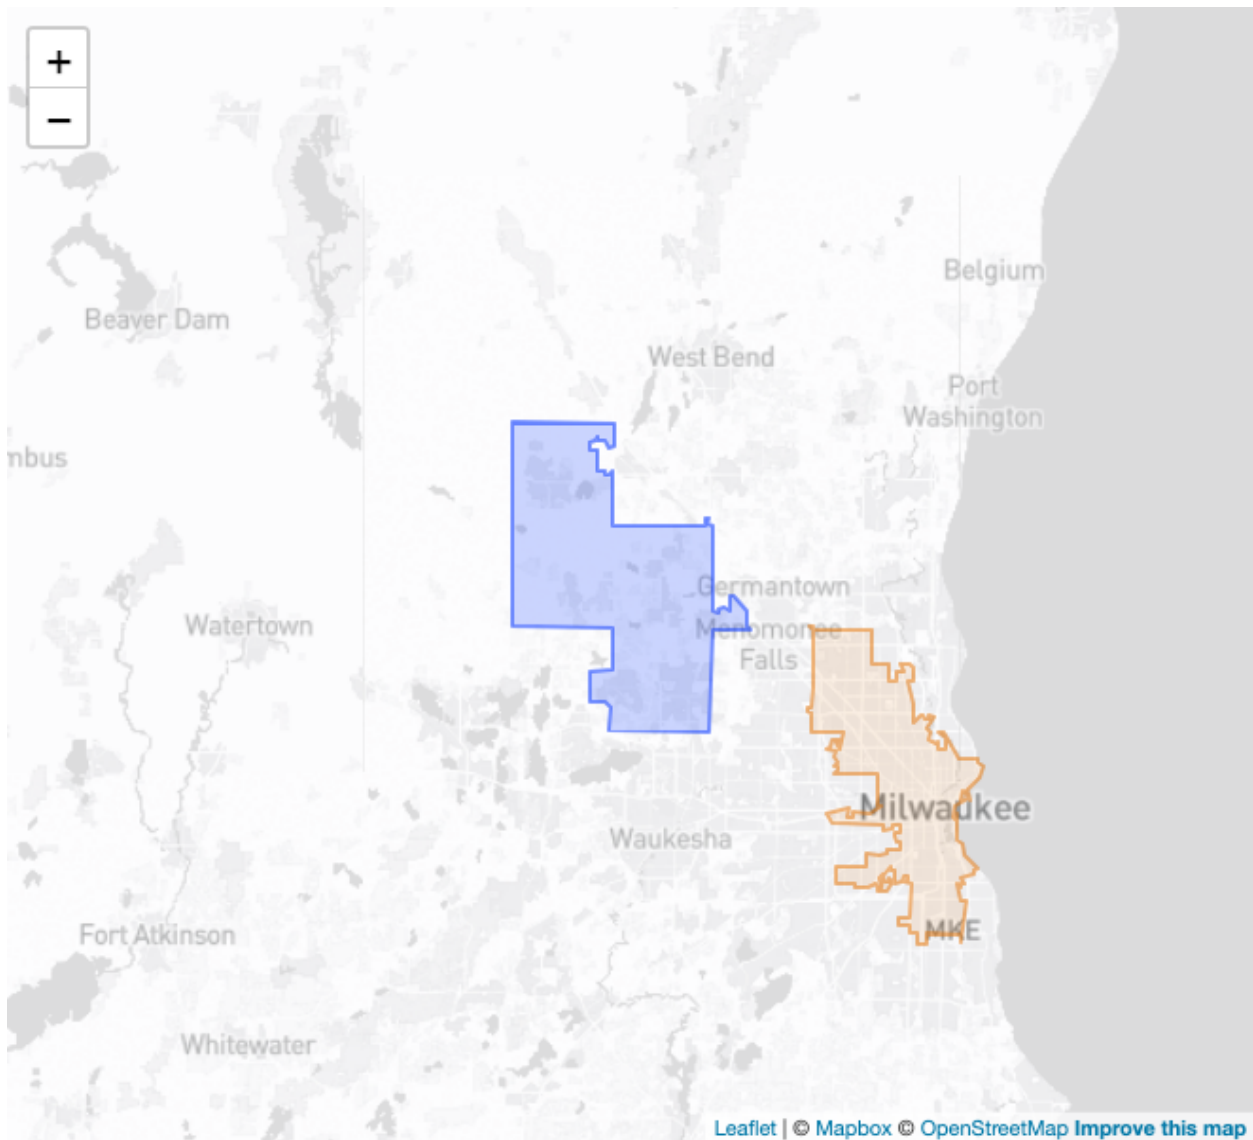 +
−
Belgium
Beaver Dam
West Bend
Port
Washington
mbus
Germantown
Watertown
Menomonee
Falls
Milwaukee
Waukesha
Fort Atkinson
MKE
Whitewater
Leaflet | © Mapbox © OpenStreetMap Improve this map